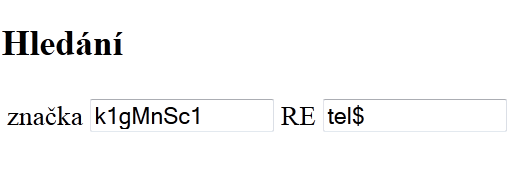 Hledání
značka k1gMnSc1 RE tel$